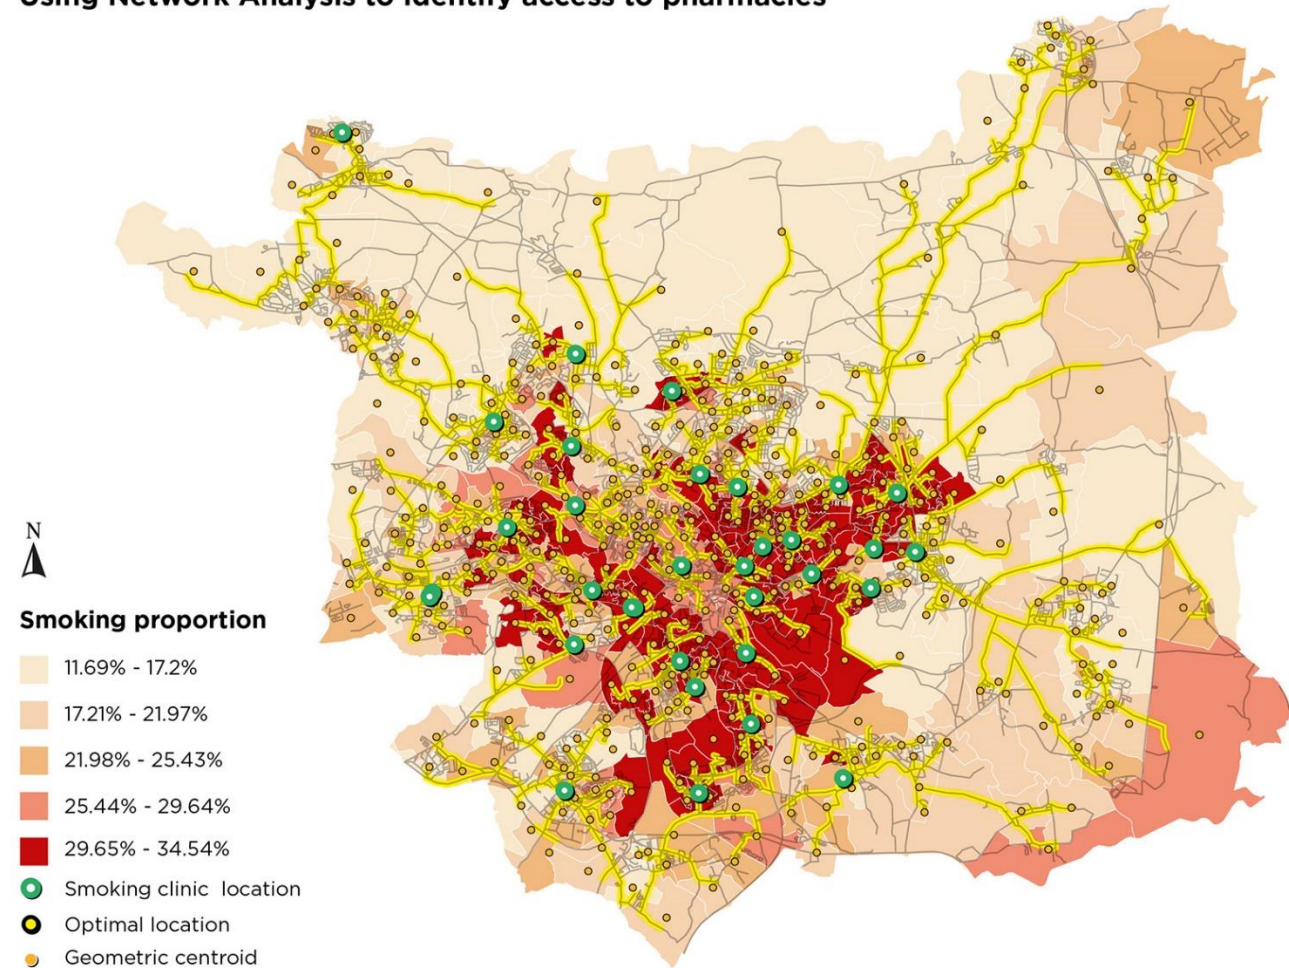 Using Network Analysis to identify access to pharmacies
N
Smoking proportion
11.69% - 17.2%
17.21% - 21.97%
21.98% - 25.43%
25.44% - 29.64%
29.65% - 34.54%
Smoking clinic location
Optimal location
Geometric centroid